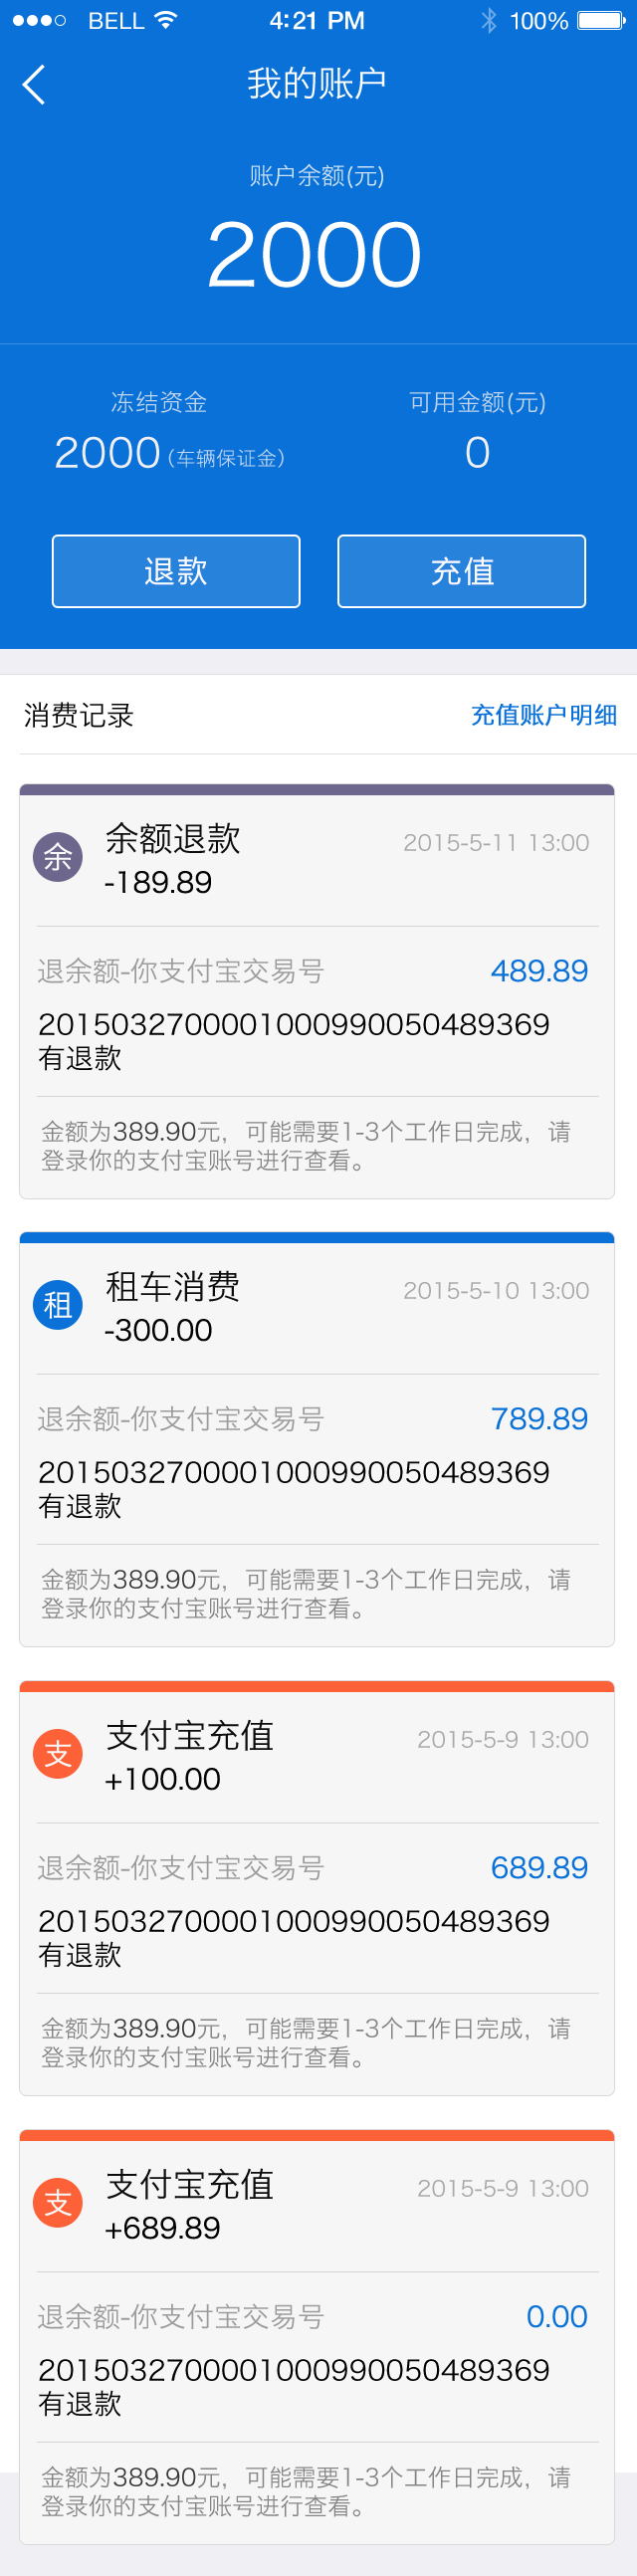 BELL 4:21 PM 100%
我的账户
账户余额(元)
2000
冻结资金 可用金额(元)
2000(车辆保证金) 0
退款 充值
消费记录 充值账户明细
余 余额退款 2015-5-11 13:00
-189.89
退余额-你支付宝交易号 489.89
2015032700001000990050489369
有退款
金额为389.90元，可能需要1-3个工作日完成，请
登录你的支付宝账号进行查看。
租 租车消费 2015-5-10 13:00
-300.00
退余额-你支付宝交易号 789.89
2015032700001000990050489369
有退款
金额为389.90元，可能需要1-3个工作日完成，请
登录你的支付宝账号进行查看。
支 支付宝充值 2015-5-9 13:00
+100.00
退余额-你支付宝交易号 689.89
2015032700001000990050489369
有退款
金额为389.90元，可能需要1-3个工作日完成，请
登录你的支付宝账号进行查看。
支 支付宝充值 2015-5-9 13:00
+689.89
退余额-你支付宝交易号 0.00
2015032700001000990050489369
有退款
金额为389.90元，可能需要1-3个工作日完成，请
登录你的支付宝账号进行查看。